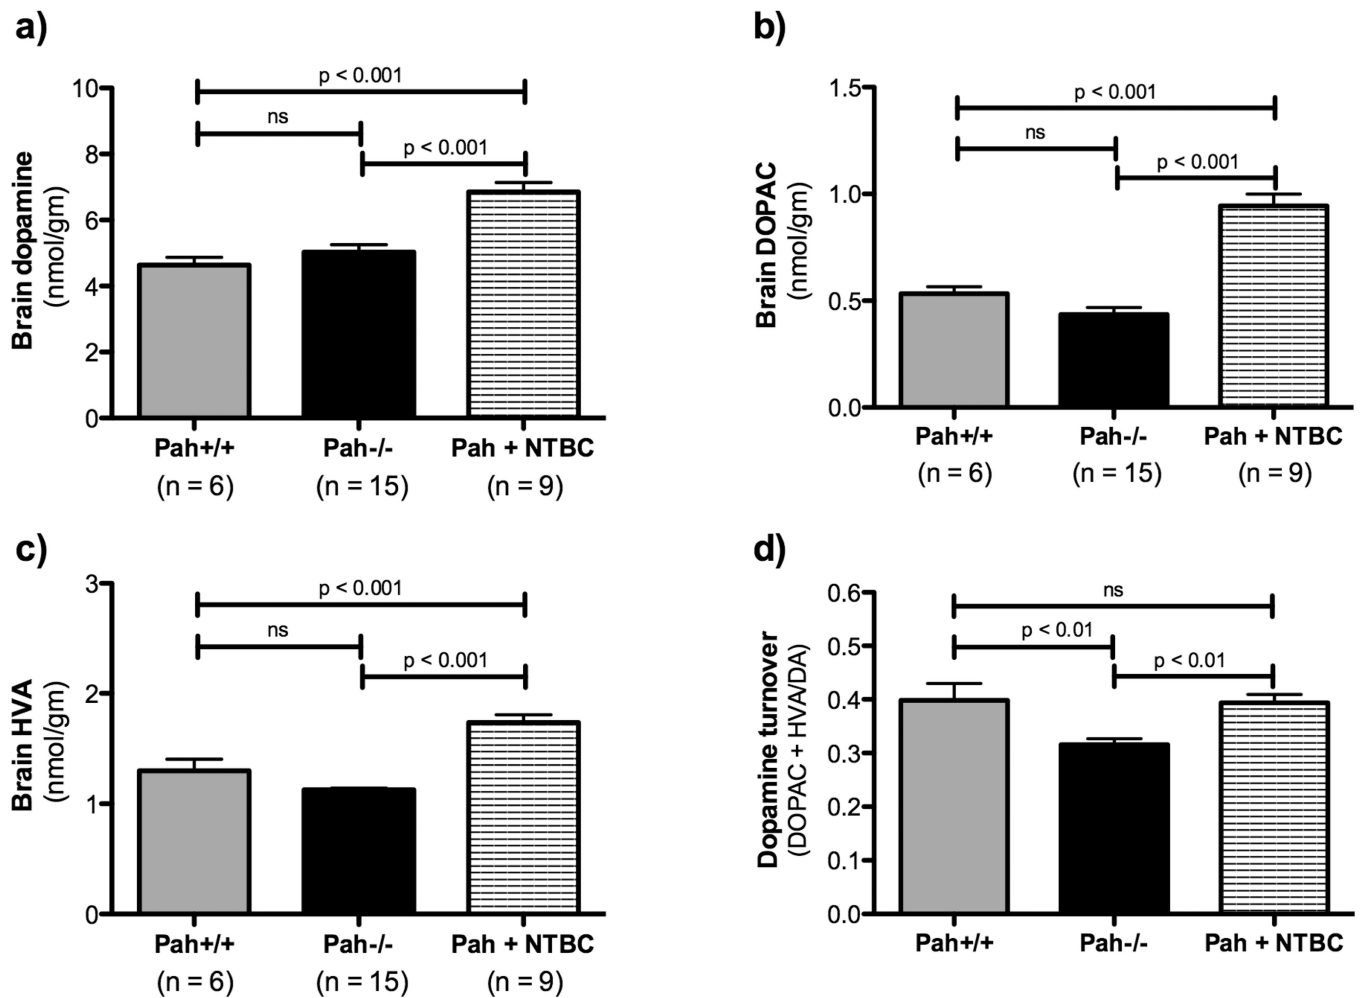 a)
p < 0.001
ns
p < 0.001
10
8
6
4
2
0
Brain dopamine
(nmol/gm)
Pah+/+ Pah-/- Pah + NTBC
(n = 6) (n = 15) (n = 9)
b)
p < 0.001
ns
p < 0.001
1.5
1.0
0.5
0.0
Brain DOPAC
(nmol/gm)
Pah+/+ Pah-/- Pah + NTBC
(n = 6) (n = 15) (n = 9)
c)
p < 0.001
ns
p < 0.001
3
2
1
0
Brain HVA
(nmol/gm)
Pah+/+ Pah-/- Pah + NTBC
(n = 6) (n = 15) (n = 9)
d)
ns
p < 0.01
p < 0.01
0.6
0.5
0.4
0.3
0.2
0.1
0.0
Dopamine turnover
(DOPAC + HVA/DA)
Pah+/+ Pah-/- Pah + NTBC